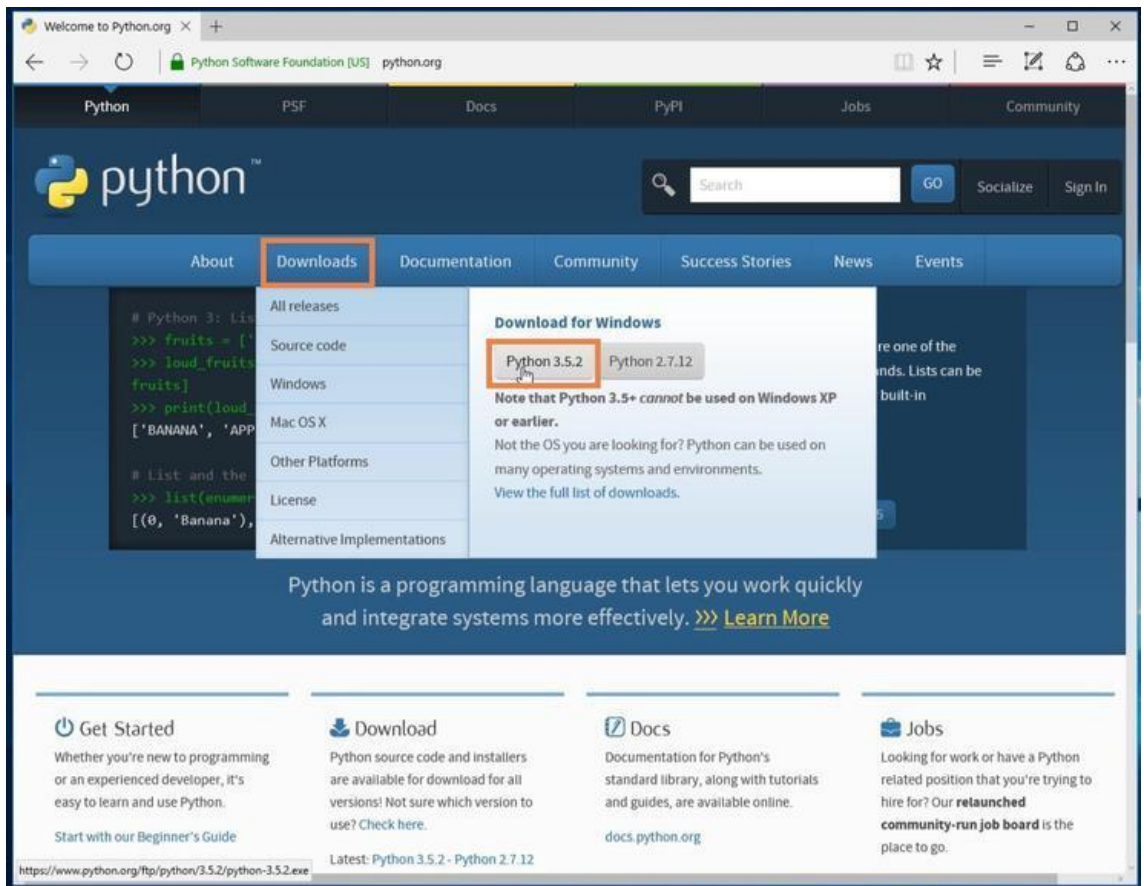 Welcome to Python.org
Python Software Foundation [US] python.org
Python PSF Docs PyPI Jobs Community
python™
Search GO Socialize Sign In
About Downloads Documentation Community Success Stories News Events
# Python 3: Lis
>>> fruits = ['
>>> loud_fruits
fruits]
>>> print(loud_
['BANANA', 'APP
# List and the
>>> list(enumer
[(0, 'Banana'),
All releases
Source code
Windows
Mac OS X
Other Platforms
License
Alternative Implementations
Download for Windows
Python 3.5.2 Python 2.7.12
Note that Python 3.5+ cannot be used on Windows XP
or earlier.
Not the OS you are looking for? Python can be used on
many operating systems and environments.
View the full list of downloads.
re one of the
nds. Lists can be
built-in
5
Python is a programming language that lets you work quickly
and integrate systems more effectively. >>> Learn More
Get Started
Whether you're new to programming
or an experienced developer, it's
easy to learn and use Python.
Start with our Beginner's Guide
Download
Python source code and installers
are available for download for all
versions! Not sure which version to
use? Check here.
Latest: Python 3.5.2 - Python 2.7.12
Docs
Documentation for Python's
standard library, along with tutorials
and guides, are available online.
docs.python.org
Jobs
Looking for work or have a Python
related position that you're trying to
hire for? Our relaunched
community-run job board is the
place to go.
https://www.python.org/ftp/python/3.5.2/python-3.5.2.exe